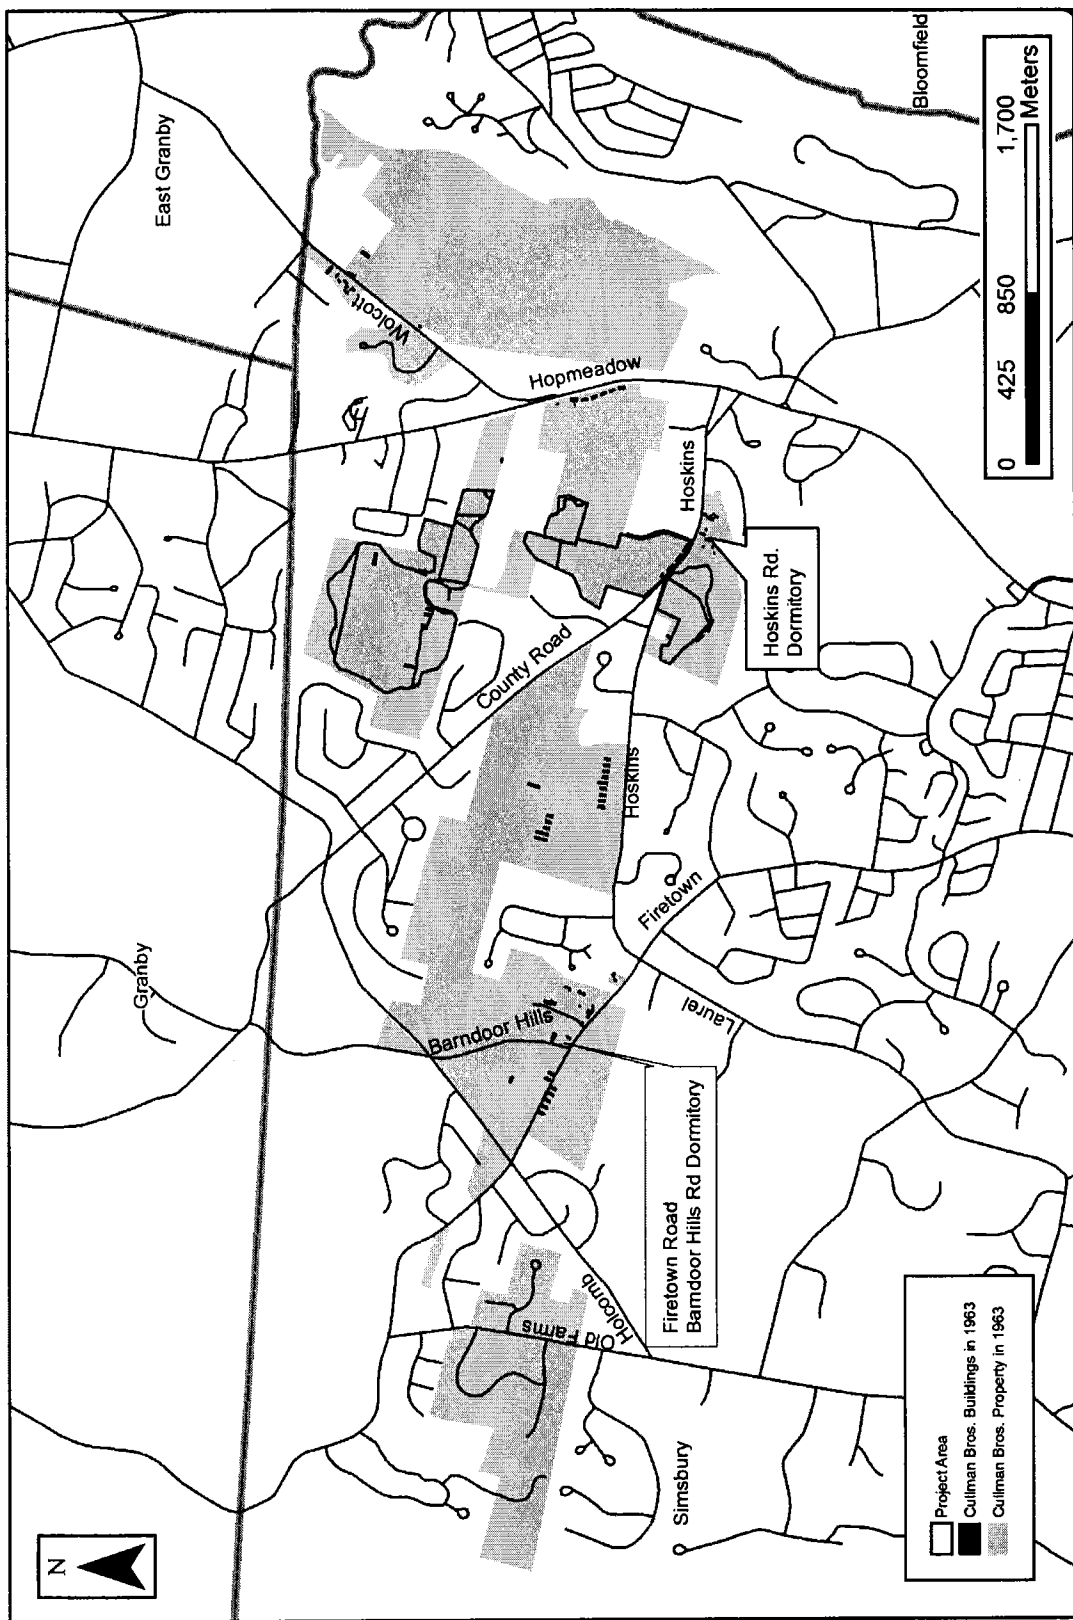 N
East Granby
Granby
Bloomfield
Simsbury
Wolcott
Hopmeadow
County Road
Hoskins
Hoskins
Barndoor Hills
Firetown
Laurel
Holcomb
Old Farms
Hoskins Rd.
Dormitory
Firetown Road
Barndoor Hills Rd Dormitory
Project Area
Cullman Bros. Buildings in 1963
Cullman Bros. Property in 1963
0 425 850 1,700
Meters